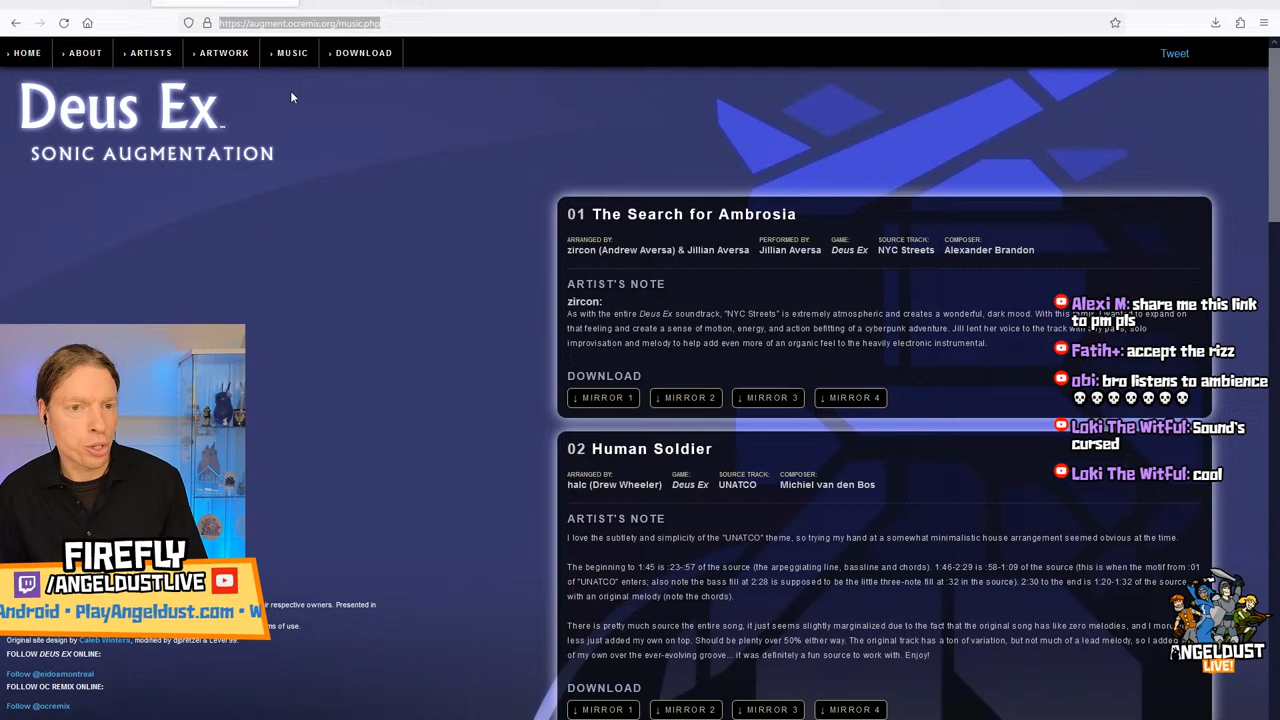 https://augment.ocremix.org/music.php
› HOME › ABOUT › ARTISTS › ARTWORK › MUSIC › DOWNLOAD
Tweet
Deus Ex™
SONIC AUGMENTATION
01 The Search for Ambrosia
ARRANGED BY: PERFORMED BY: GAME: SOURCE TRACK: COMPOSER:
zircon (Andrew Aversa) & Jillian Aversa Jillian Aversa Deus Ex NYC Streets Alexander Brandon
ARTIST'S NOTE
zircon:
As with the entire Deus Ex soundtrack, "NYC Streets" is extremely atmospheric and creates a wonderful, dark mood. With this remix, I wanted to expand on
that feeling and create a sense of motion, energy, and action befitting of a cyberpunk adventure. Jill lent her voice to the track with solo
improvisation and melody to help add even more of an organic feel to the heavily electronic instrumental.
DOWNLOAD
↓ MIRROR 1 ↓ MIRROR 2 ↓ MIRROR 3 ↓ MIRROR 4
02 Human Soldier
ARRANGED BY: GAME: SOURCE TRACK: COMPOSER:
halc (Drew Wheeler) Deus Ex UNATCO Michiel van den Bos
ARTIST'S NOTE
I love the subtlety and simplicity of the "UNATCO" theme, so trying my hand at a somewhat minimalistic house arrangement seemed obvious at the time.
The beginning to 1:45 is :23-:57 of the source (the arpeggiating line, bassline and chords). 1:46-2:29 is :58-1:09 of the source (this is when the motif from :01
of "UNATCO" enters; also note the bass fill at 2:28 is supposed to be the little three-note fill at :32 in the source). 2:30 to the end is 1:20-1:32 of the source
with an original melody (note the chords).
There is pretty much source the entire song, it just seems slightly marginalized due to the fact that the original song has like zero melodies, and I mor
less just added my own on top. Should be plenty over 50% either way. The original track has a ton of variation, but not much of a lead melody, so I added
of my own over the ever-evolving groove... it was definitely a fun source to work with. Enjoy!
DOWNLOAD
↓ MIRROR 1 ↓ MIRROR 2 ↓ MIRROR 3 ↓ MIRROR 4
Alexi M: share me this link
to pm pls
Fatih+: accept the rizz
obi: bro listens to ambience
💀💀💀💀💀💀💀
Loki The Witful: Sound's
cursed
Loki The Witful: cool
FIREFLY
/ANGELDUSTLIVE
Android • PlayAngeldust.com • W
respective owners. Presented in
ms of use.
Original site design by Caleb Winters, modified by djpretzel & Level 99.
FOLLOW DEUS EX ONLINE:
Follow @eidosmontreal
FOLLOW OC REMIX ONLINE:
Follow @ocremix
ANGELDUST
LIVE!